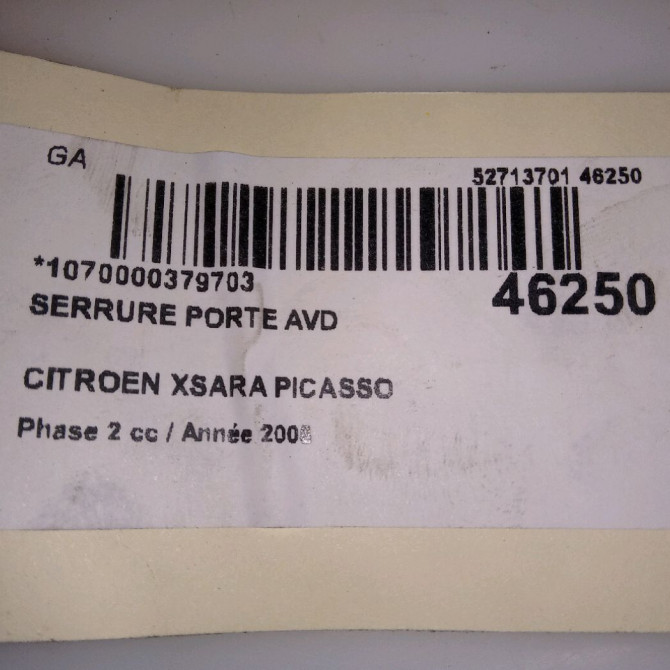 GA
52713701 46250
*1070000379703
46250
SERRURE PORTE AVD
CITROEN XSARA PICASSO
Phase 2 cc / Année